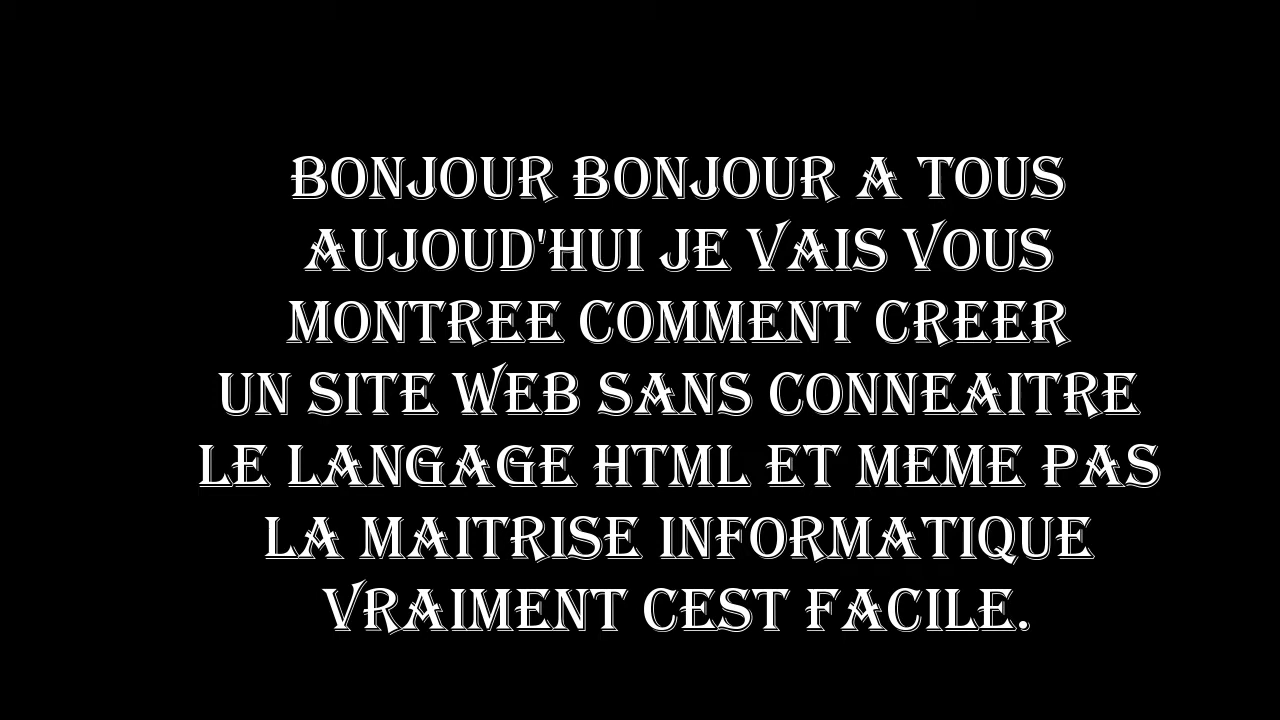 BONJOUR BONJOUR A TOUS
AUJOUD'HUI JE VAIS VOUS
MONTREE COMMENT CREER
UN SITE WEB SANS CONNEAITRE
LE LANGAGE HTML ET MEME PAS
LA MAITRISE INFORMATIQUE
VRAIMENT CEST FACILE.